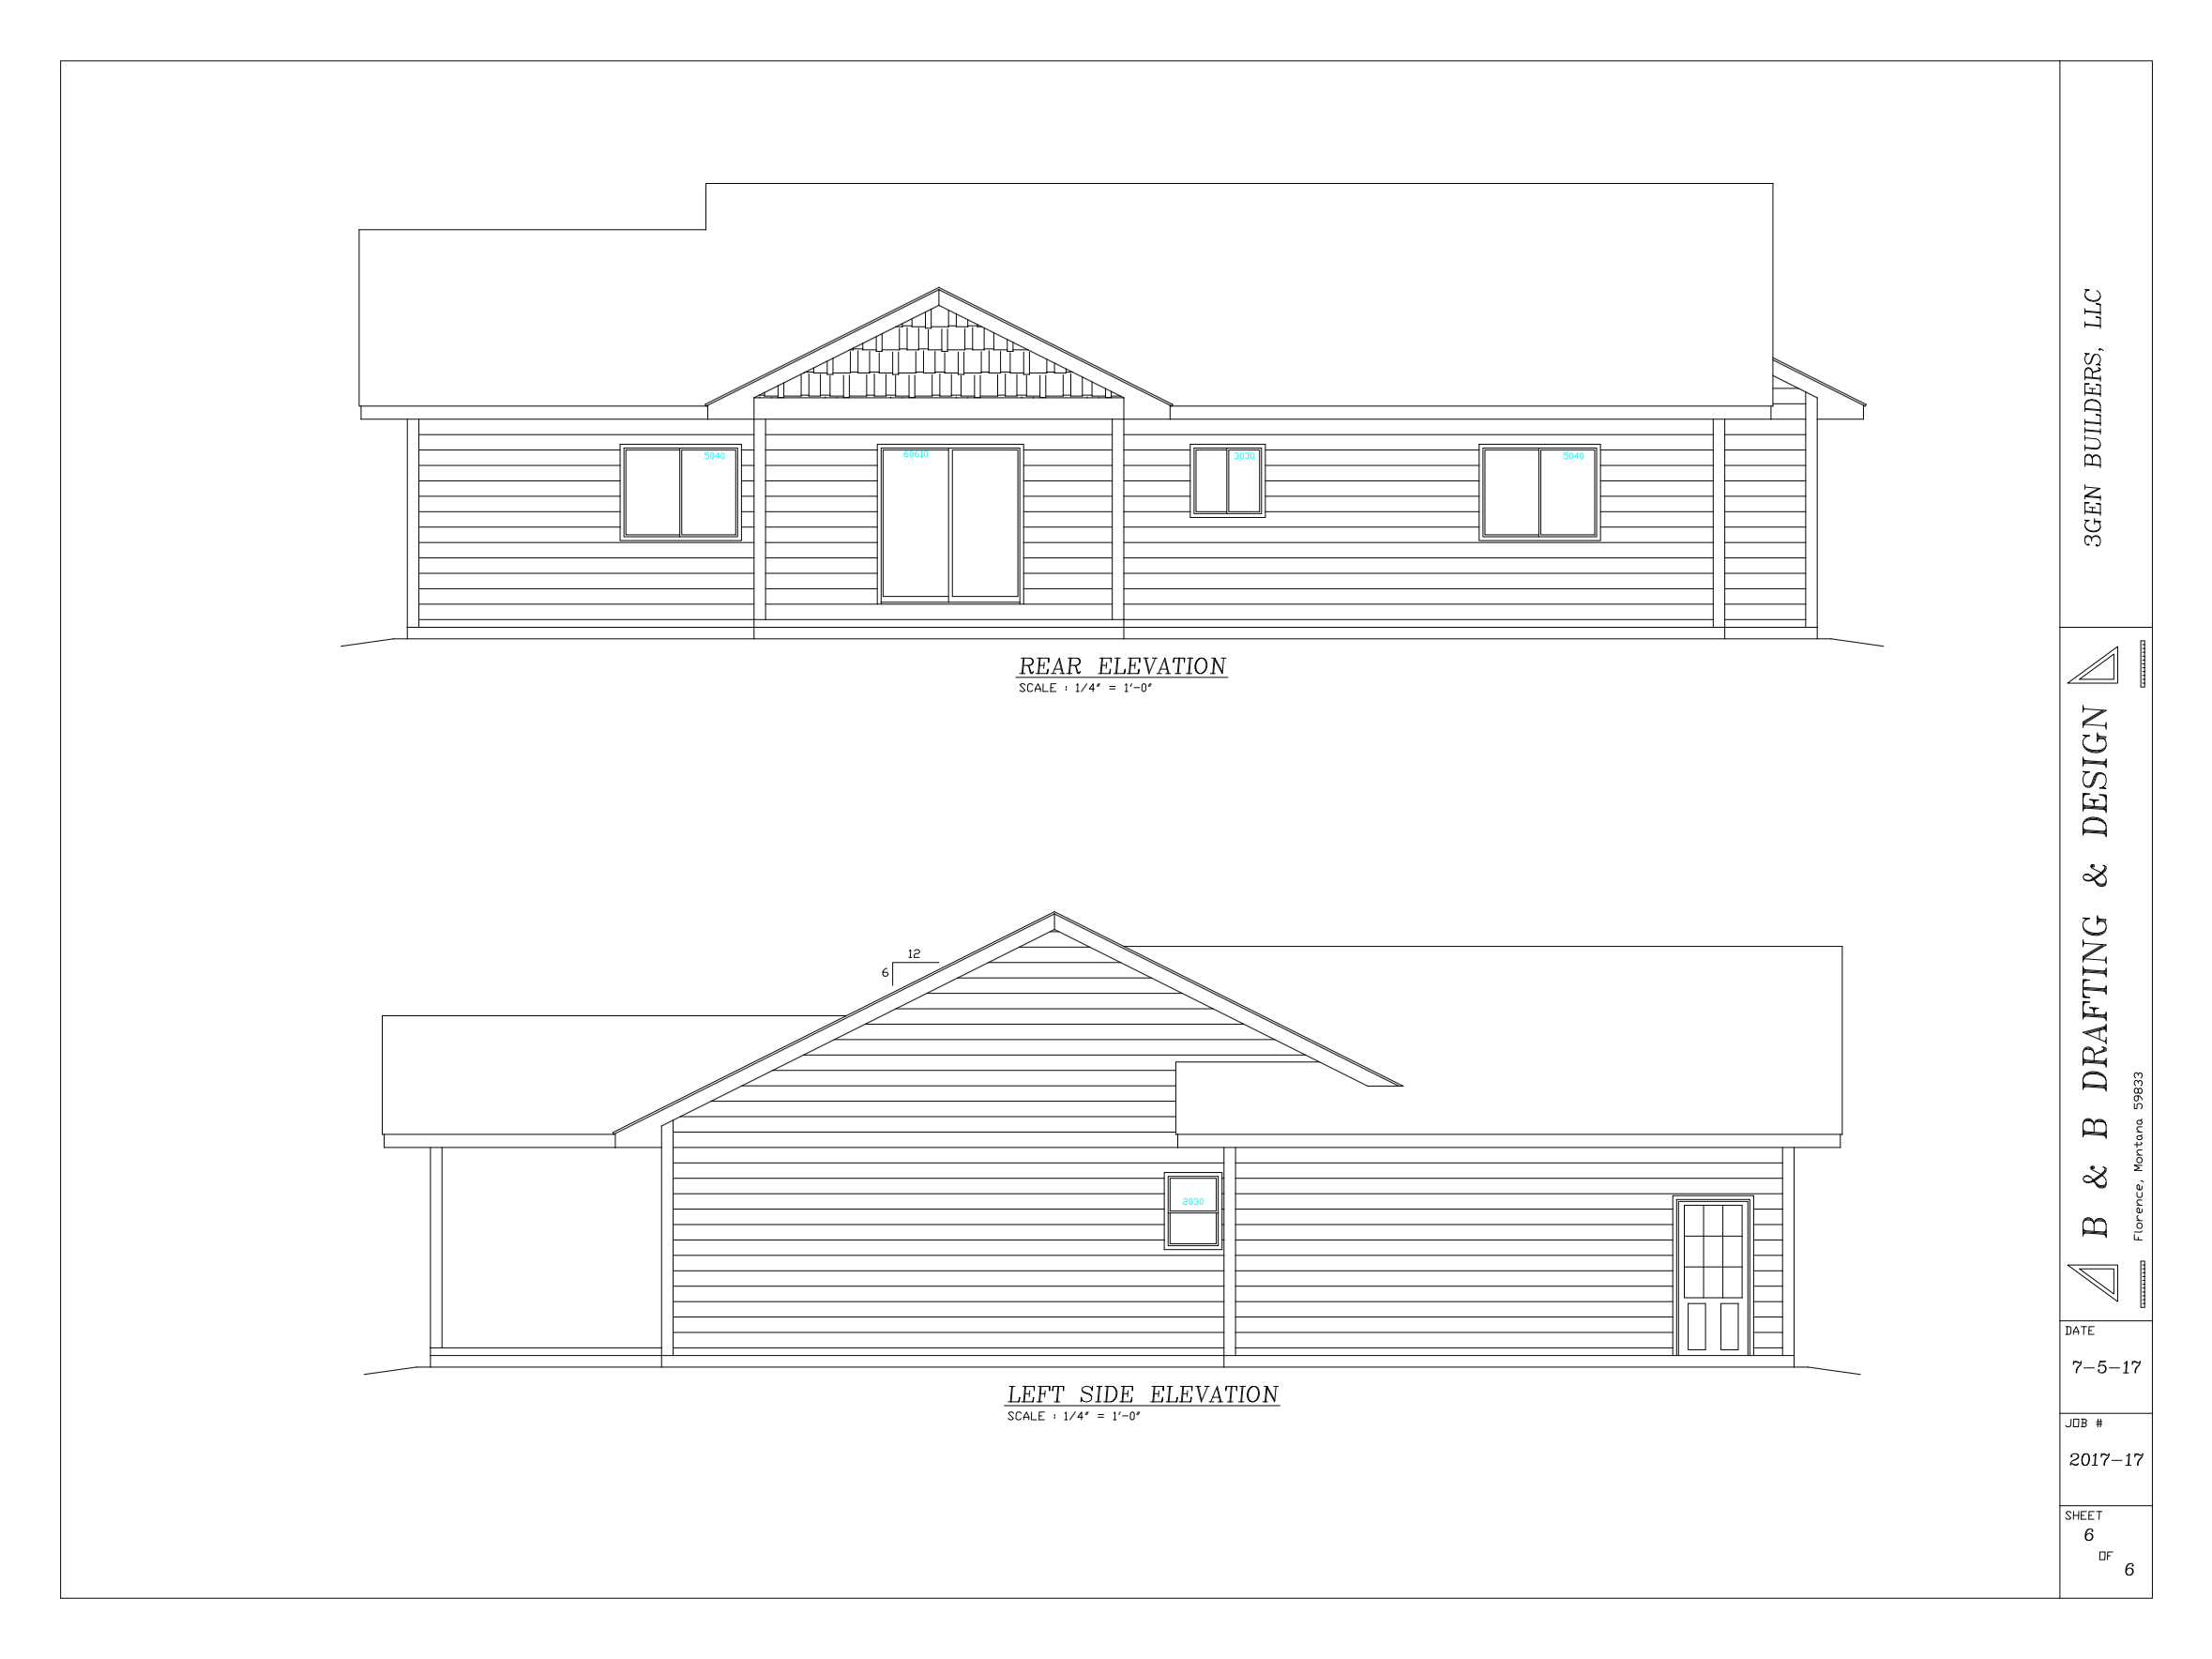 5040
60610
3030
5040
REAR ELEVATION
SCALE : 1/4" = 1'-0"
12
6
2030
LEFT SIDE ELEVATION
SCALE : 1/4" = 1'-0"
3GEN BUILDERS, LLC
B & B DRAFTING & DESIGN
Florence, Montana 59833
DATE
7-5-17
JOB #
2017-17
SHEET
6
OF
6